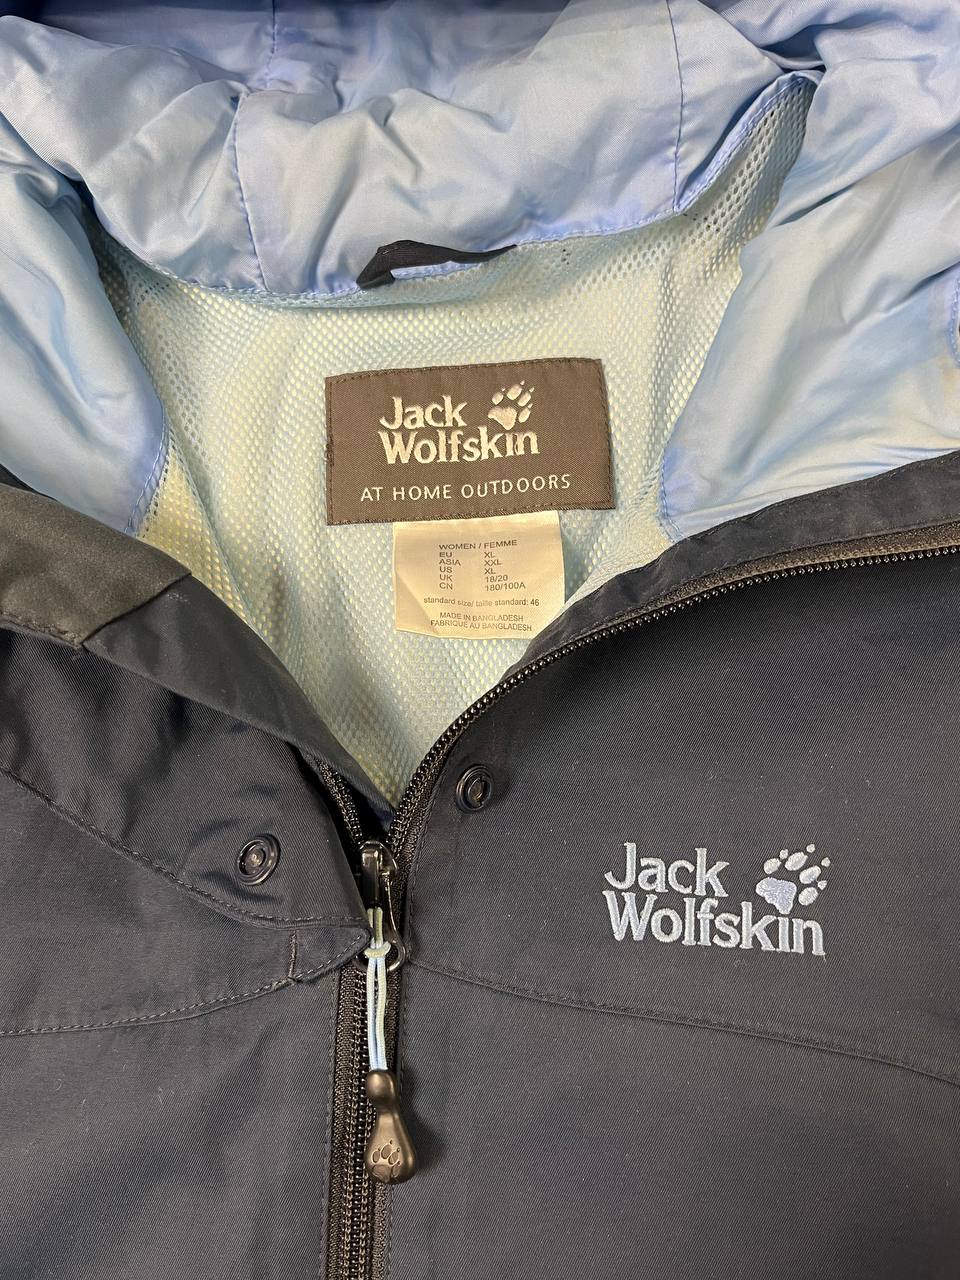 Jack
Wolfskin
AT HOME OUTDOORS
WOMEN / FEMME
EU XL
ASIA XXL
US XL
UK 18/20
CN 180/100A
standard size/ taille standard: 46
MADE IN BANGLADESH
FABRIQUE AU BANGLADESH
Jack
Wolfskin